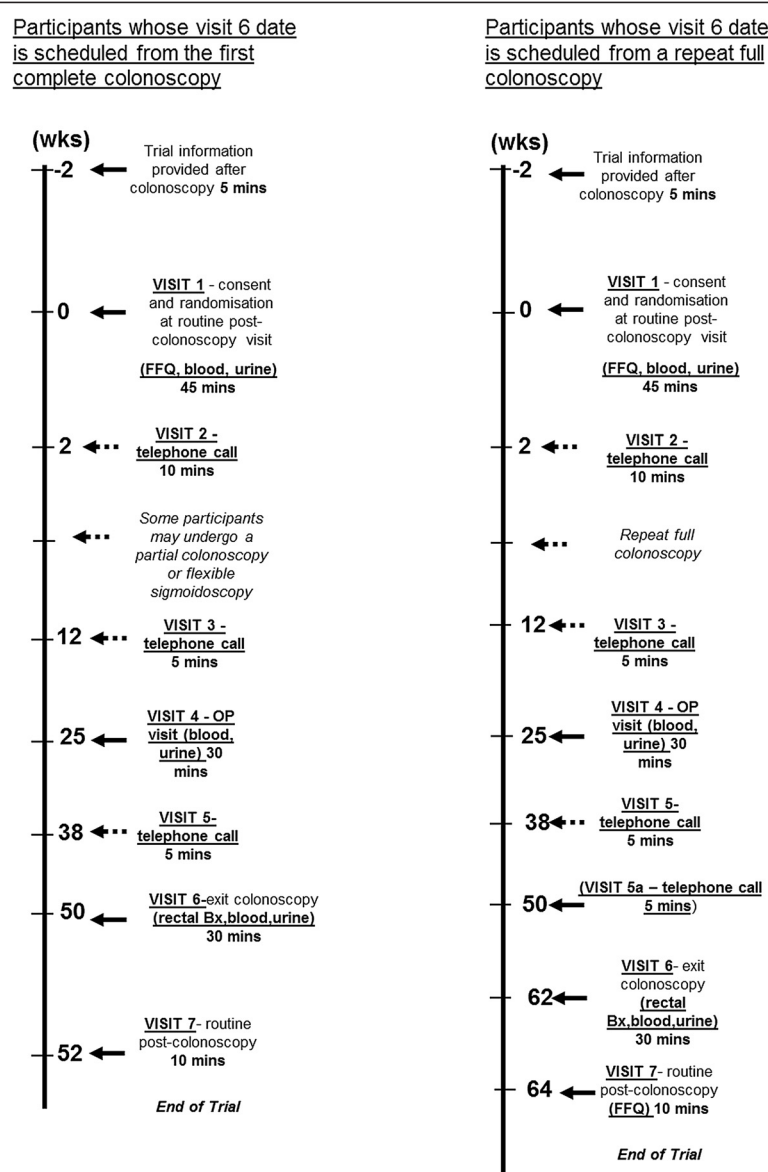 Participants whose visit 6 date
is scheduled from the first
complete colonoscopy
(wks)
-2
Trial information
provided after
colonoscopy 5 mins
0
VISIT 1 - consent
and randomisation
at routine post-
colonoscopy visit
(FFQ, blood, urine)
45 mins
2
VISIT 2 -
telephone call
10 mins
Some participants
may undergo a
partial colonoscopy
or flexible
sigmoidoscopy
12
VISIT 3 -
telephone call
5 mins
25
VISIT 4 - OP
visit (blood,
urine) 30
mins
38
VISIT 5-
telephone call
5 mins
50
VISIT 6-exit colonoscopy
(rectal Bx,blood,urine)
30 mins
52
VISIT 7- routine
post-colonoscopy
10 mins
End of Trial
Participants whose visit 6 date
is scheduled from a repeat full
colonoscopy
(wks)
-2
Trial information
provided after
colonoscopy 5 mins
0
VISIT 1 - consent
and randomisation
at routine post-
colonoscopy visit
(FFQ, blood, urine)
45 mins
2
VISIT 2 -
telephone call
10 mins
Repeat full
colonoscopy
12
VISIT 3 -
telephone call
5 mins
25
VISIT 4 - OP
visit (blood,
urine) 30
mins
38
VISIT 5-
telephone call
5 mins
50
(VISIT 5a – telephone call
5 mins)
62
VISIT 6- exit
colonoscopy
(rectal
Bx,blood,urine)
30 mins
64
VISIT 7- routine
post-colonoscopy
(FFQ) 10 mins
End of Trial